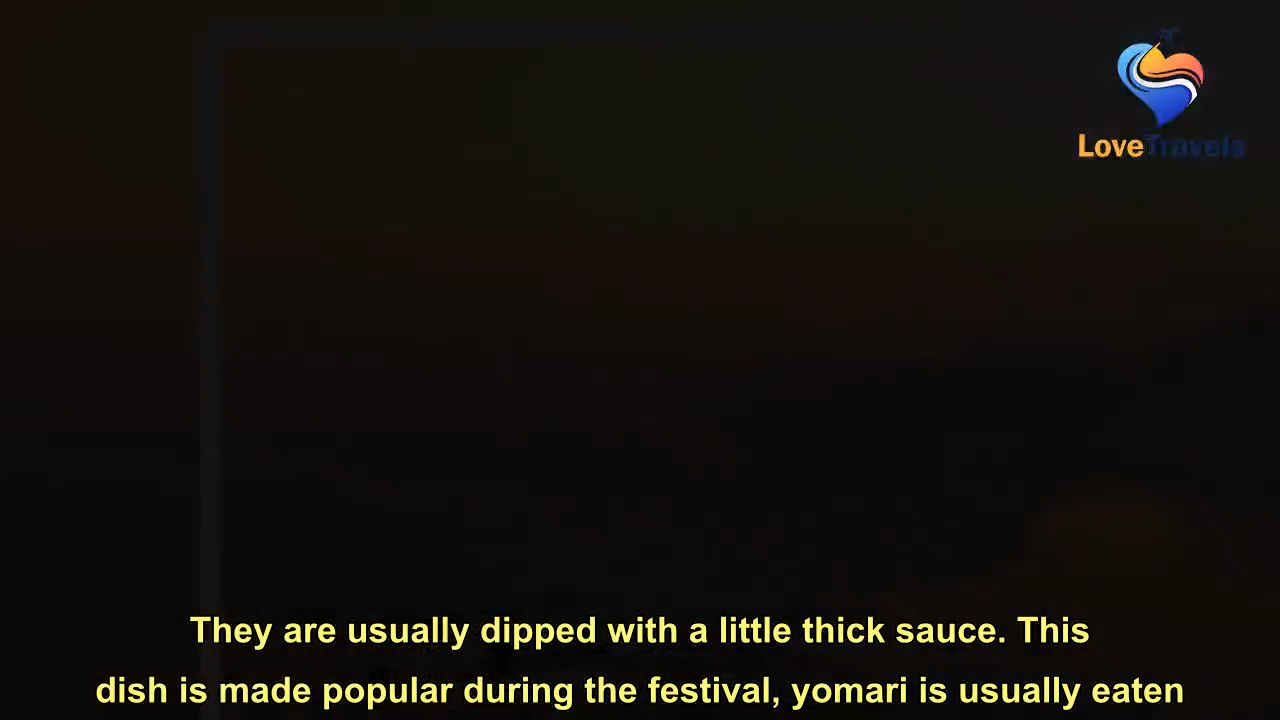 LoveTravels
They are usually dipped with a little thick sauce. This
dish is made popular during the festival, yomari is usually eaten